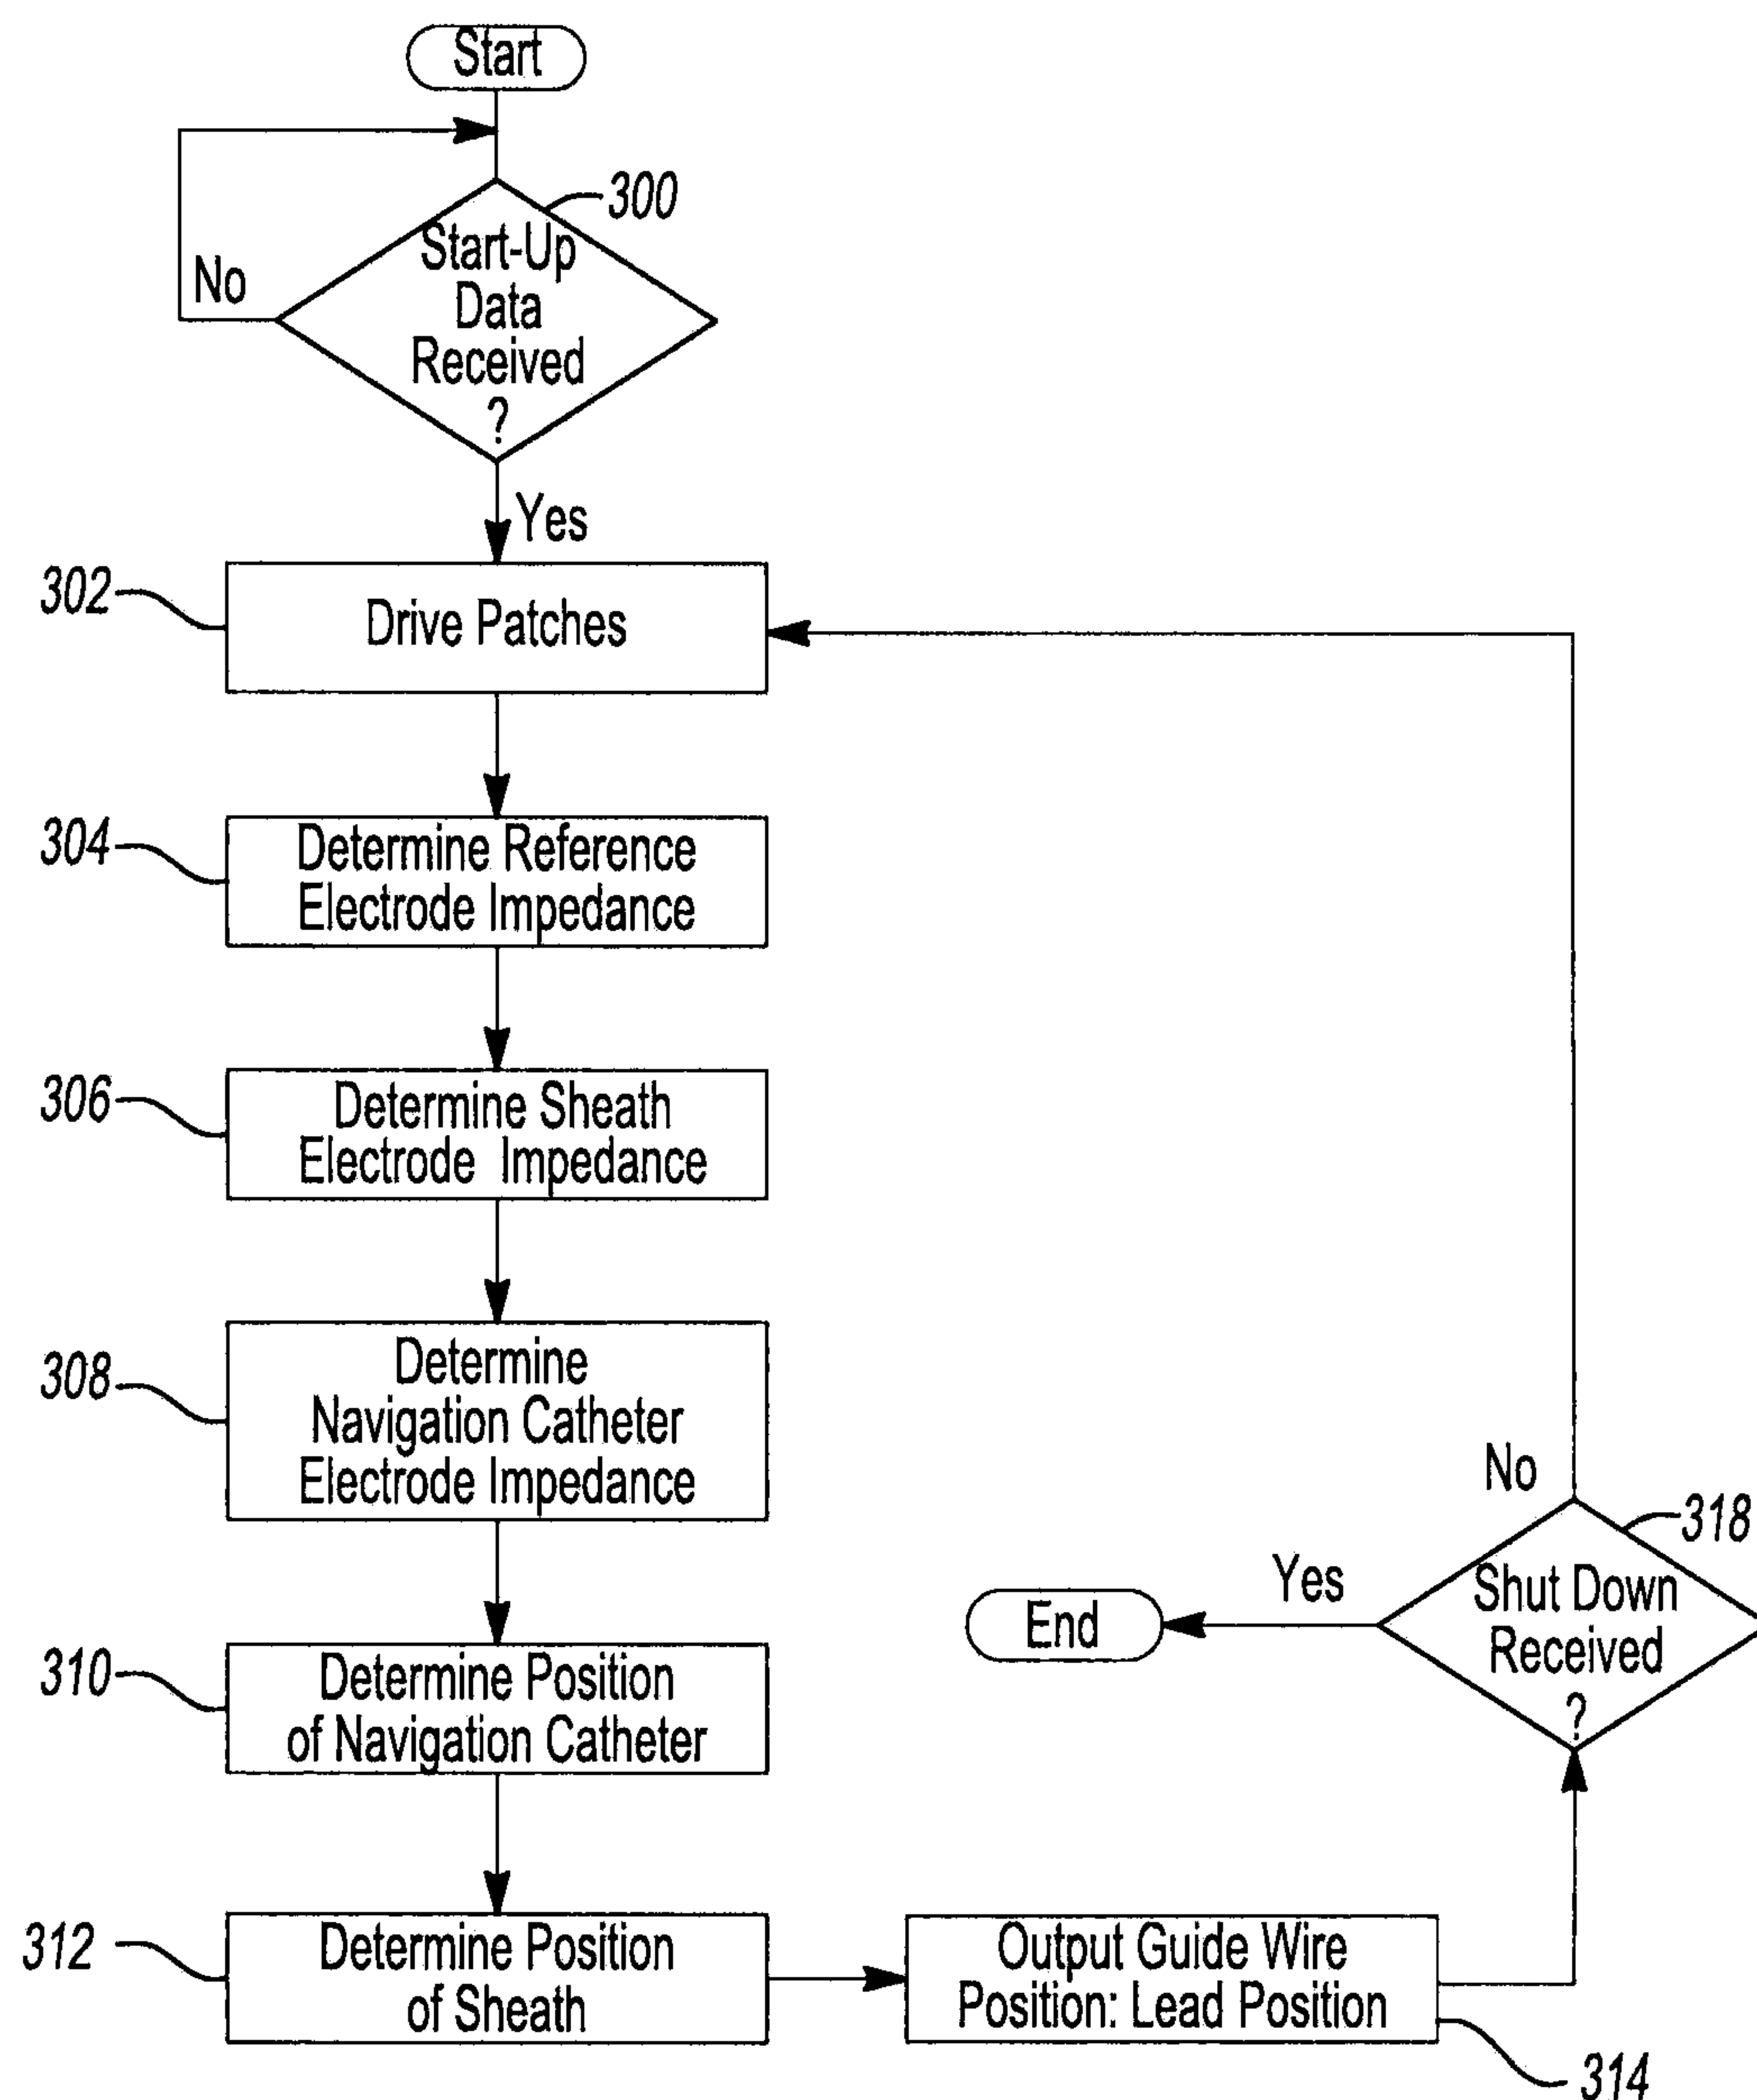 Start
300
Start-Up
Data
Received
?
No
Yes
302
Drive Patches
304
Determine Reference
Electrode Impedance
306
Determine Sheath
Electrode Impedance
308
Determine
Navigation Catheter
Electrode Impedance
No
318
Shut Down
Received
?
Yes
End
310
Determine Position
of Navigation Catheter
312
Determine Position
of Sheath
Output Guide Wire
Position: Lead Position
314